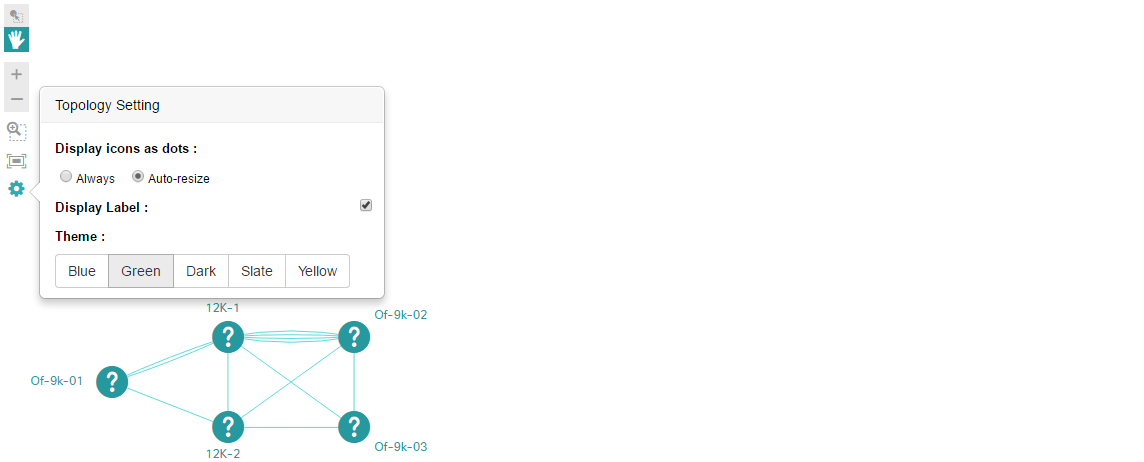 Topology Setting
Display icons as dots :
Always Auto-resize
Display Label :
Theme :
Blue Green Dark Slate Yellow
12K-1
Of-9k-02
? ?
Of-9k-01 ?
? ?
Of-9k-03
12K-2